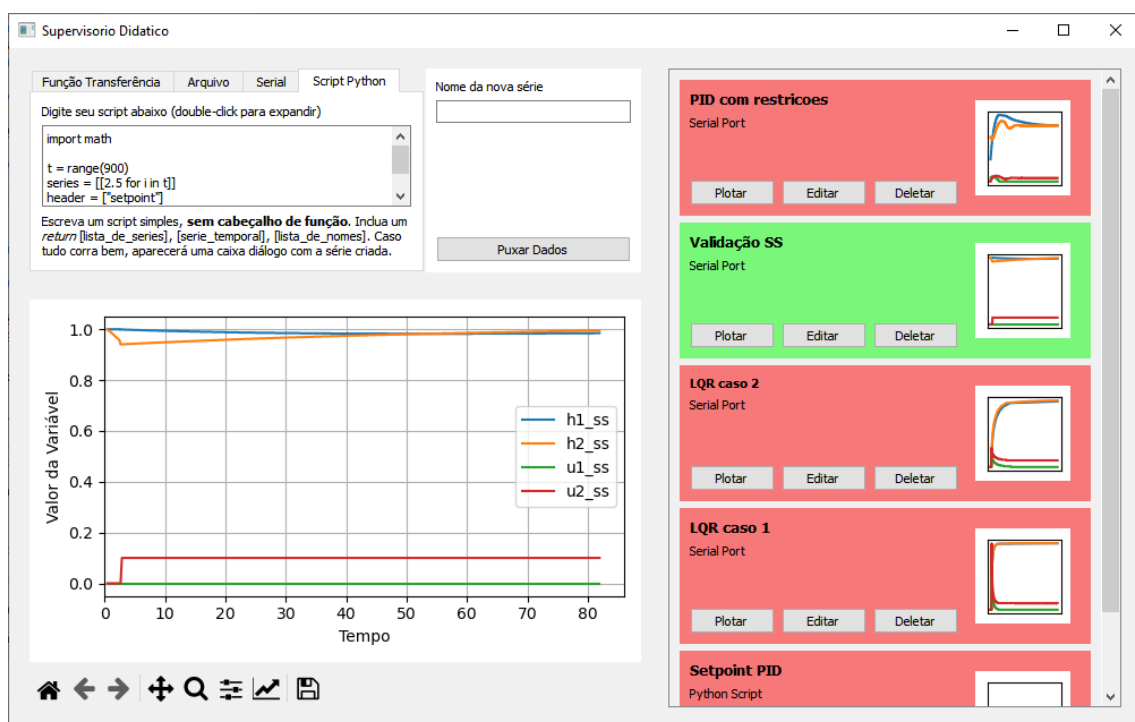 Supervisorio Didatico
Função Transferência
Arquivo
Serial
Script Python
Digite seu script abaixo (double-click para expandir)
import math
t = range(900)
series = [[2.5 for i in t]]
header = ["setpoint"]
Escreva um script simples, sem cabeçalho de função. Inclua um
return [lista_de_series], [serie_temporal], [lista_de_nomes]. Caso
tudo corra bem, aparecerá uma caixa diálogo com a série criada.
Nome da nova série
Puxar Dados
1.0
0.8
0.6
0.4
0.2
0.0
Valor da Variável
h1_ss
h2_ss
u1_ss
u2_ss
0 10 20 30 40 50 60 70 80
Tempo
PID com restricoes
Serial Port
Plotar Editar Deletar
Validação SS
Serial Port
Plotar Editar Deletar
LQR caso 2
Serial Port
Plotar Editar Deletar
LQR caso 1
Serial Port
Plotar Editar Deletar
Setpoint PID
Python Script